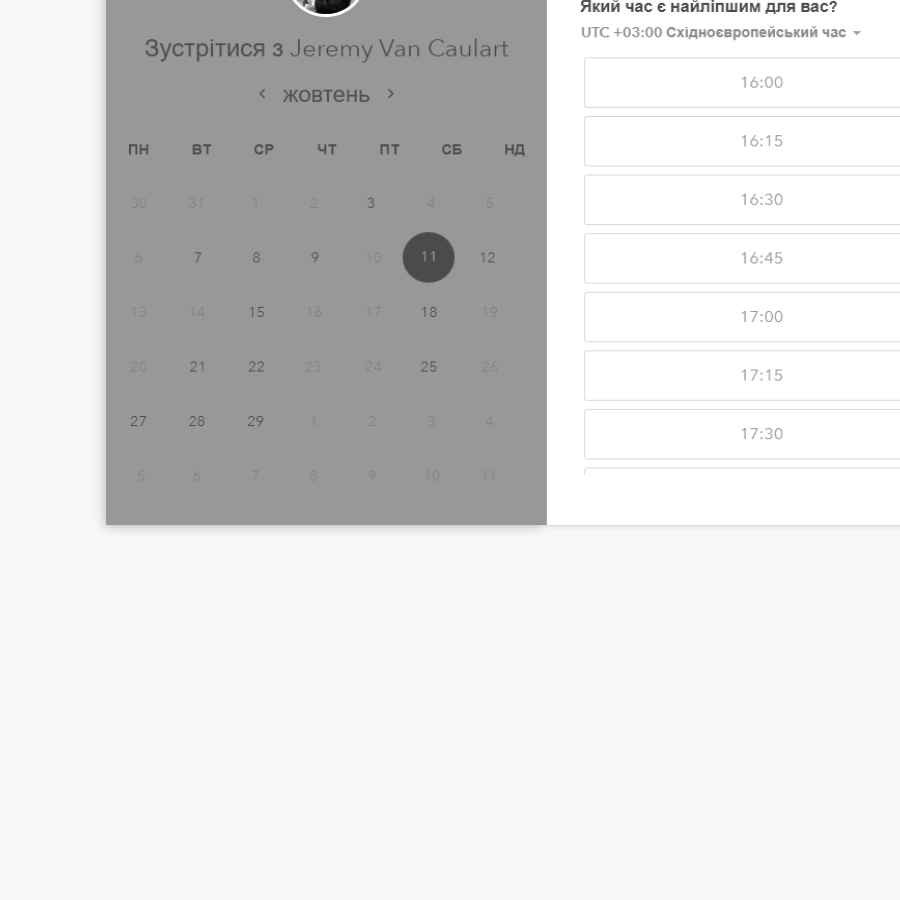 Зустрітися з Jeremy Van Caulart
‹ жовтень ›
ПН ВТ СР ЧТ ПТ СБ НД
30 31 1 2 3 4 5
6 7 8 9 10 11 12
13 14 15 16 17 18 19
20 21 22 23 24 25 26
27 28 29 1 2 3 4
5 6 7 8 9 10 11
Який час є найліпшим для вас?
UTC +03:00 Східноєвропейський час
16:00
16:15
16:30
16:45
17:00
17:15
17:30